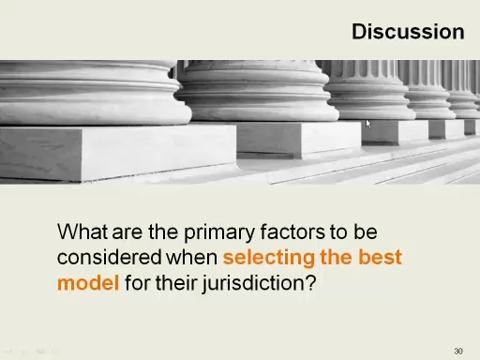 Discussion
What are the primary factors to be
considered when selecting the best
model for their jurisdiction?
30